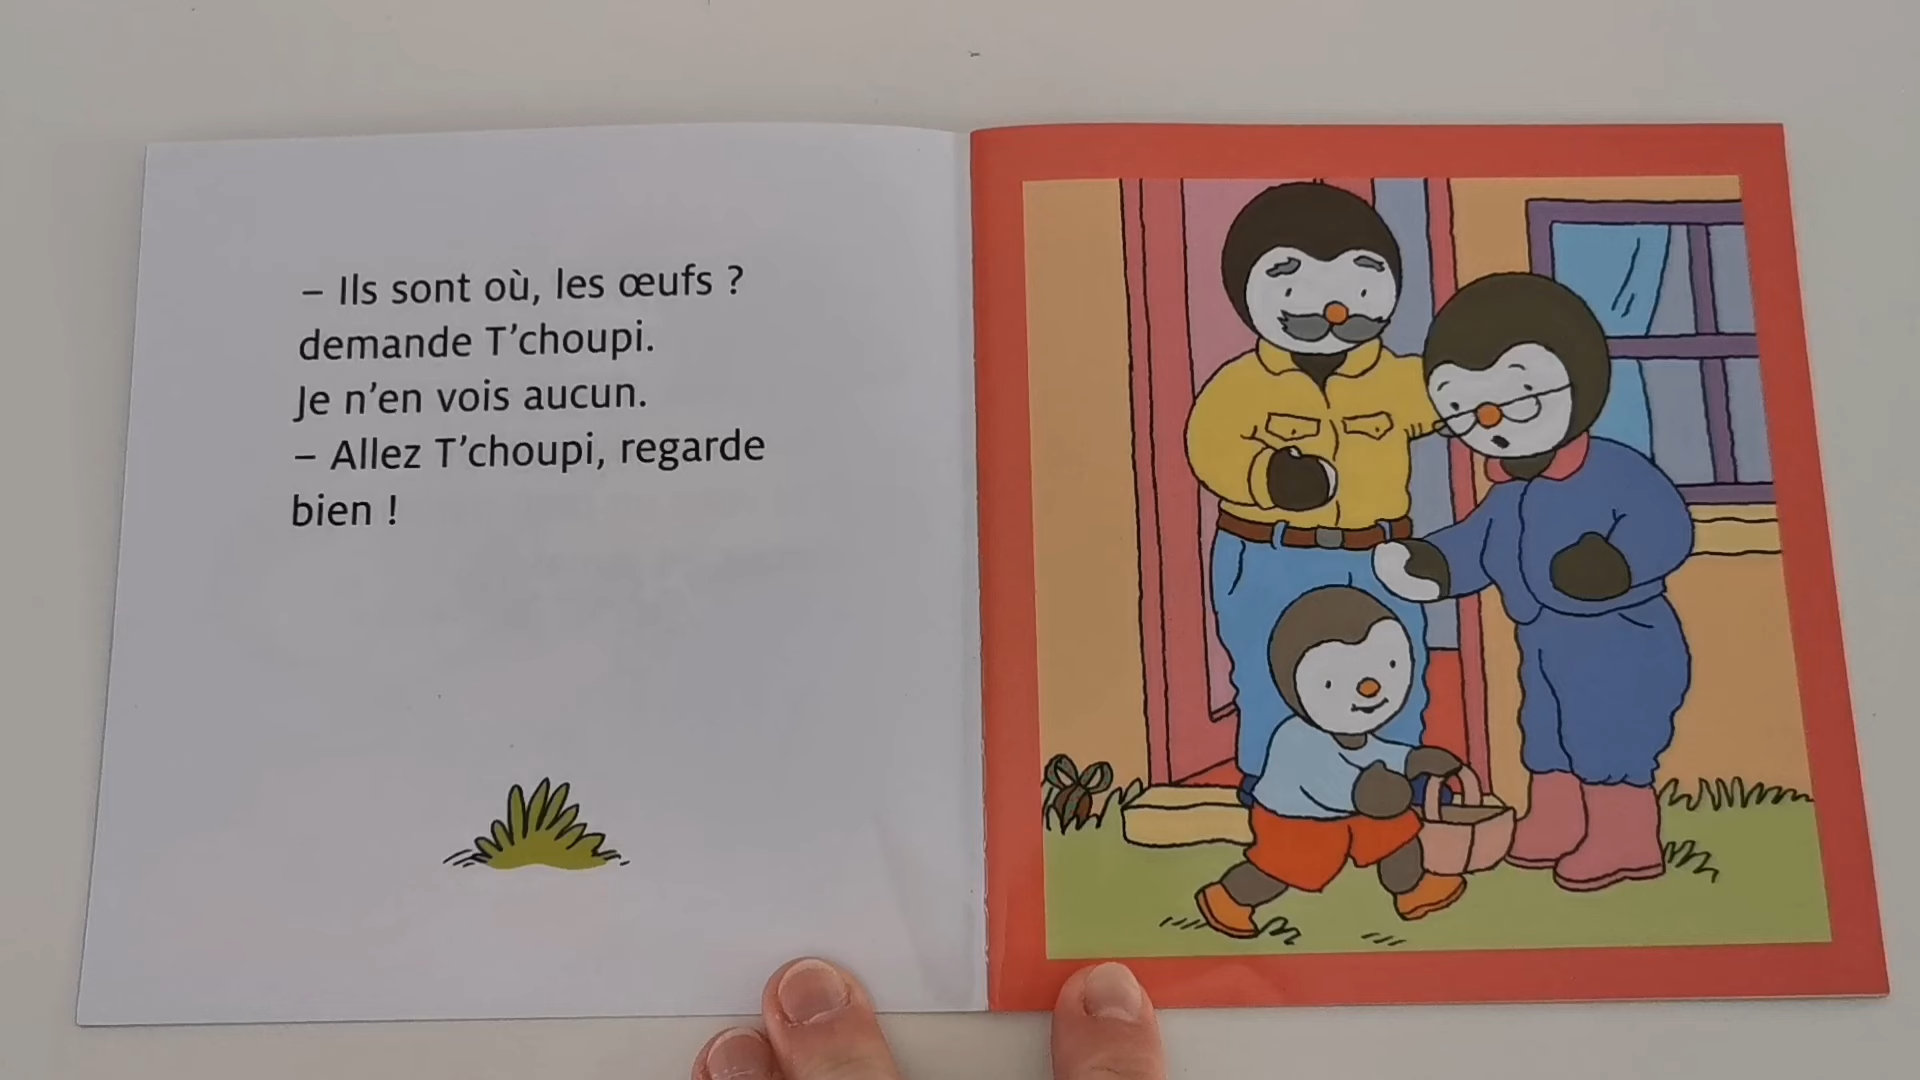 – Ils sont où, les œufs ?
demande T’choupi.
Je n’en vois aucun.
– Allez T’choupi, regarde
bien !